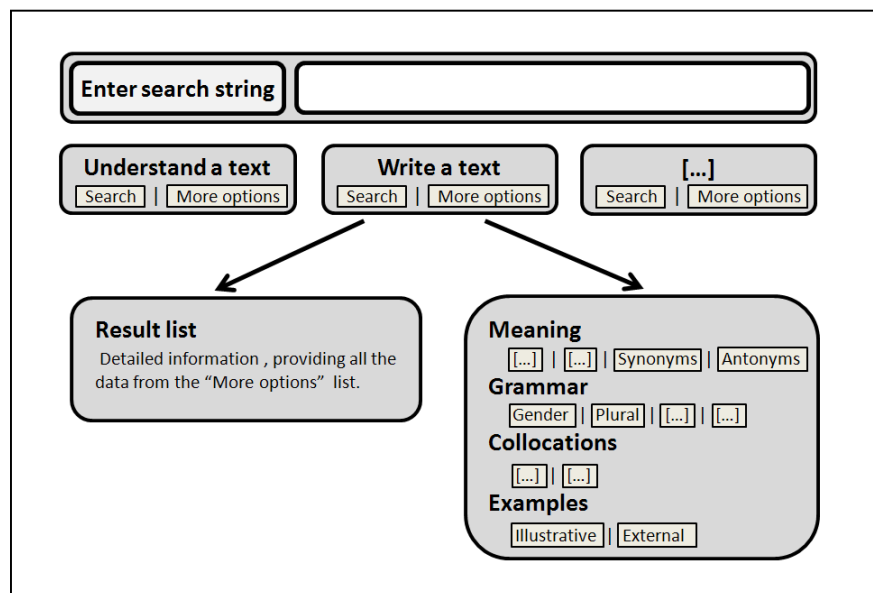 Enter search string
Understand a text
Search | More options
Write a text
Search | More options
[...]
Search | More options
Result list
Detailed information , providing all the
data from the “More options” list.
Meaning
[...] | [...] | Synonyms | Antonyms
Grammar
Gender | Plural | [...] | [...]
Collocations
[...] | [...]
Examples
Illustrative | External